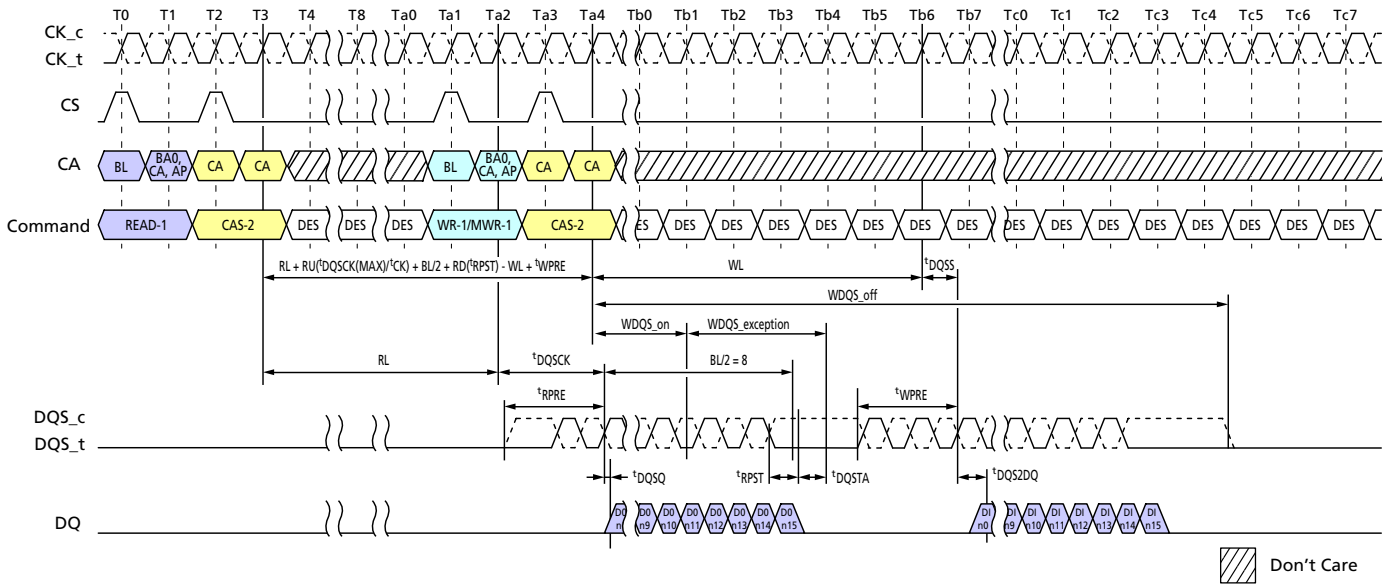 T0 T1 T2 T3 T4 T8 Ta0 Ta1 Ta2 Ta3 Ta4 Tb0 Tb1 Tb2 Tb3 Tb4 Tb5 Tb6 Tb7 Tc0 Tc1 Tc2 Tc3 Tc4 Tc5 Tc6 Tc7
CK_c
CK_t
CS
CA BL BA0, CA, AP CA CA BL BA0, CA, AP CA CA
Command READ-1 CAS-2 DES DES DES WR-1/MWR-1 CAS-2 ES DES DES DES DES DES DES DES DES DES DES DES DES DES DES DES
RL + RU(tDQSCK(MAX)/tCK) + BL/2 + RD(tRPST) - WL + tWPRE WL tDQSS
WDQS_off
WDQS_on WDQS_exception
RL tDQSCK BL/2 = 8
tRPRE tWPRE
DQS_c
DQS_t
tDQSQ tRPST tDQSTA tDQS2DQ
DQ D0 n D0 n9 D0 n10 D0 n11 D0 n12 D0 n13 D0 n14 D0 n15 DI n0 DI n9 DI n10 DI n11 DI n12 DI n13 DI n14 DI n15
Don't Care